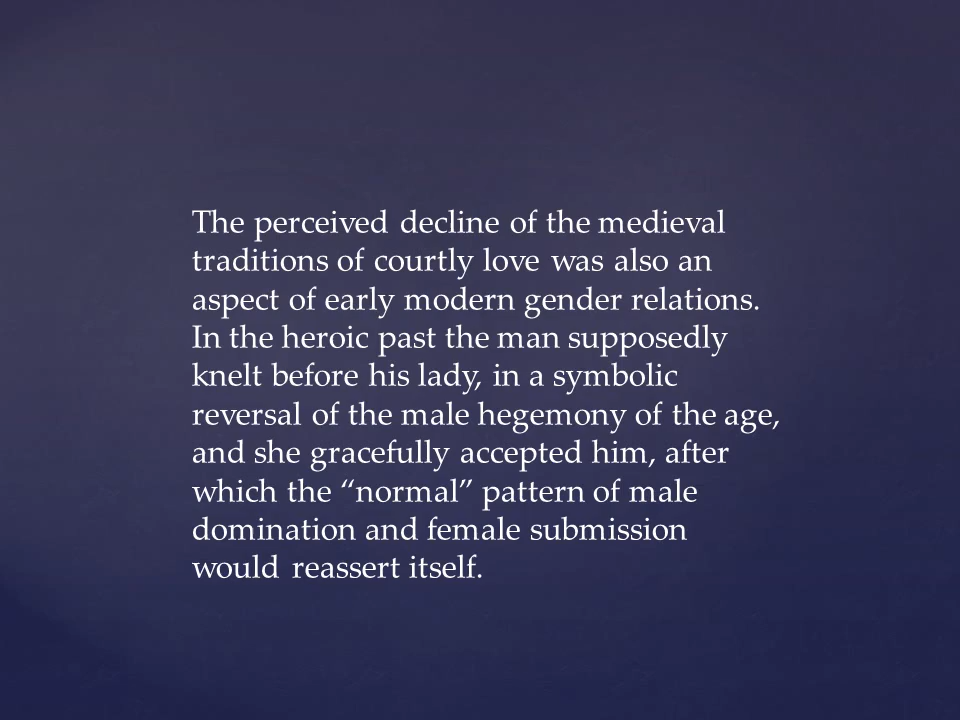 The perceived decline of the medieval
traditions of courtly love was also an
aspect of early modern gender relations.
In the heroic past the man supposedly
knelt before his lady, in a symbolic
reversal of the male hegemony of the age,
and she gracefully accepted him, after
which the “normal” pattern of male
domination and female submission
would reassert itself.